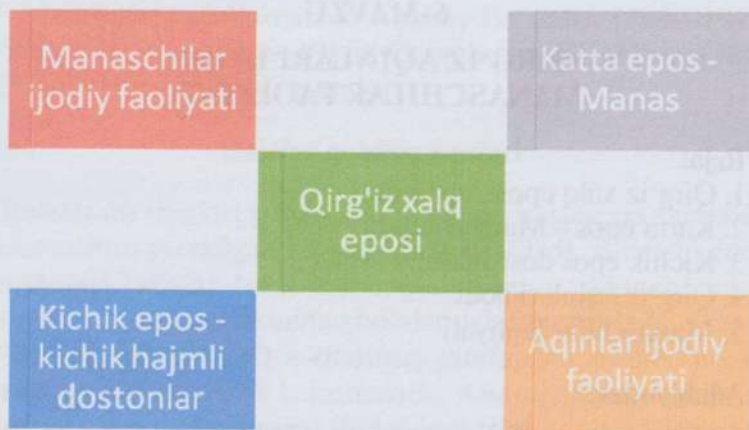 Manaschilar
ijodiy faoliyati
Katta epos -
Manas
Qirg'iz xalq
eposi
Kichik epos -
kichik hajmli
dostonlar
Aqinlar ijodiy
faoliyati